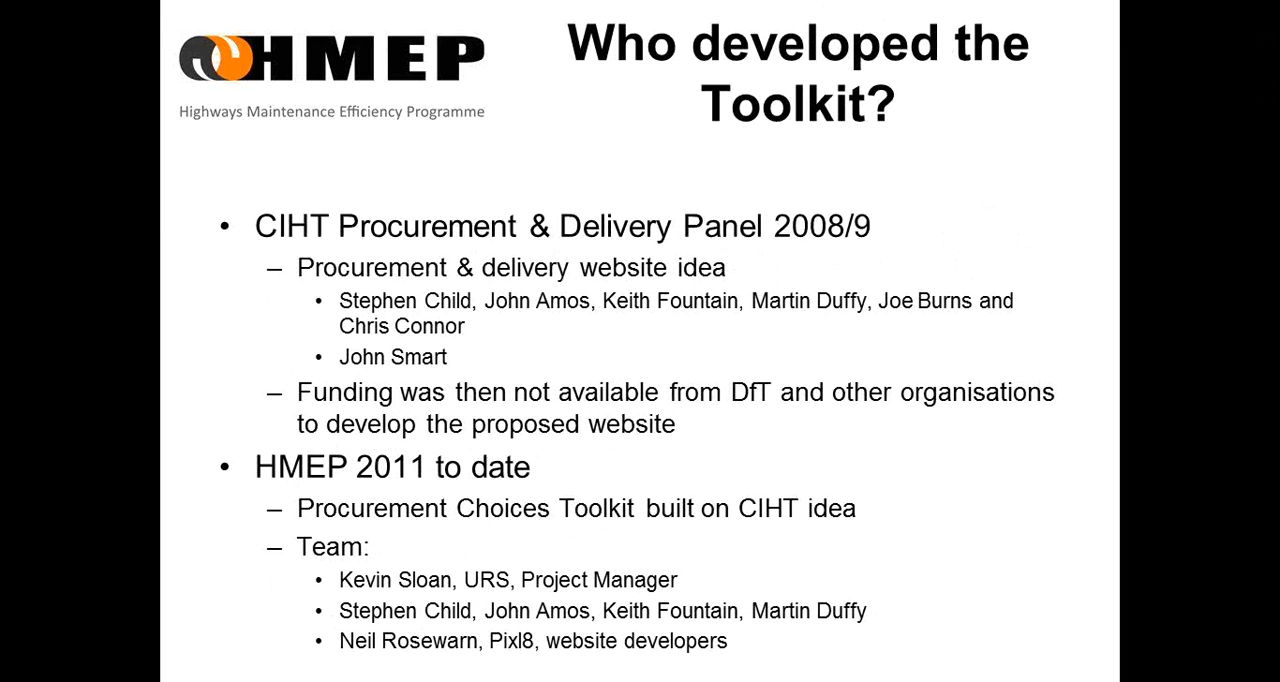 HMEP
Highways Maintenance Efficiency Programme
Who developed the
Toolkit?
• CIHT Procurement & Delivery Panel 2008/9
– Procurement & delivery website idea
• Stephen Child, John Amos, Keith Fountain, Martin Duffy, Joe Burns and
Chris Connor
• John Smart
– Funding was then not available from DfT and other organisations
to develop the proposed website
• HMEP 2011 to date
– Procurement Choices Toolkit built on CIHT idea
– Team:
• Kevin Sloan, URS, Project Manager
• Stephen Child, John Amos, Keith Fountain, Martin Duffy
• Neil Rosewarn, Pixl8, website developers